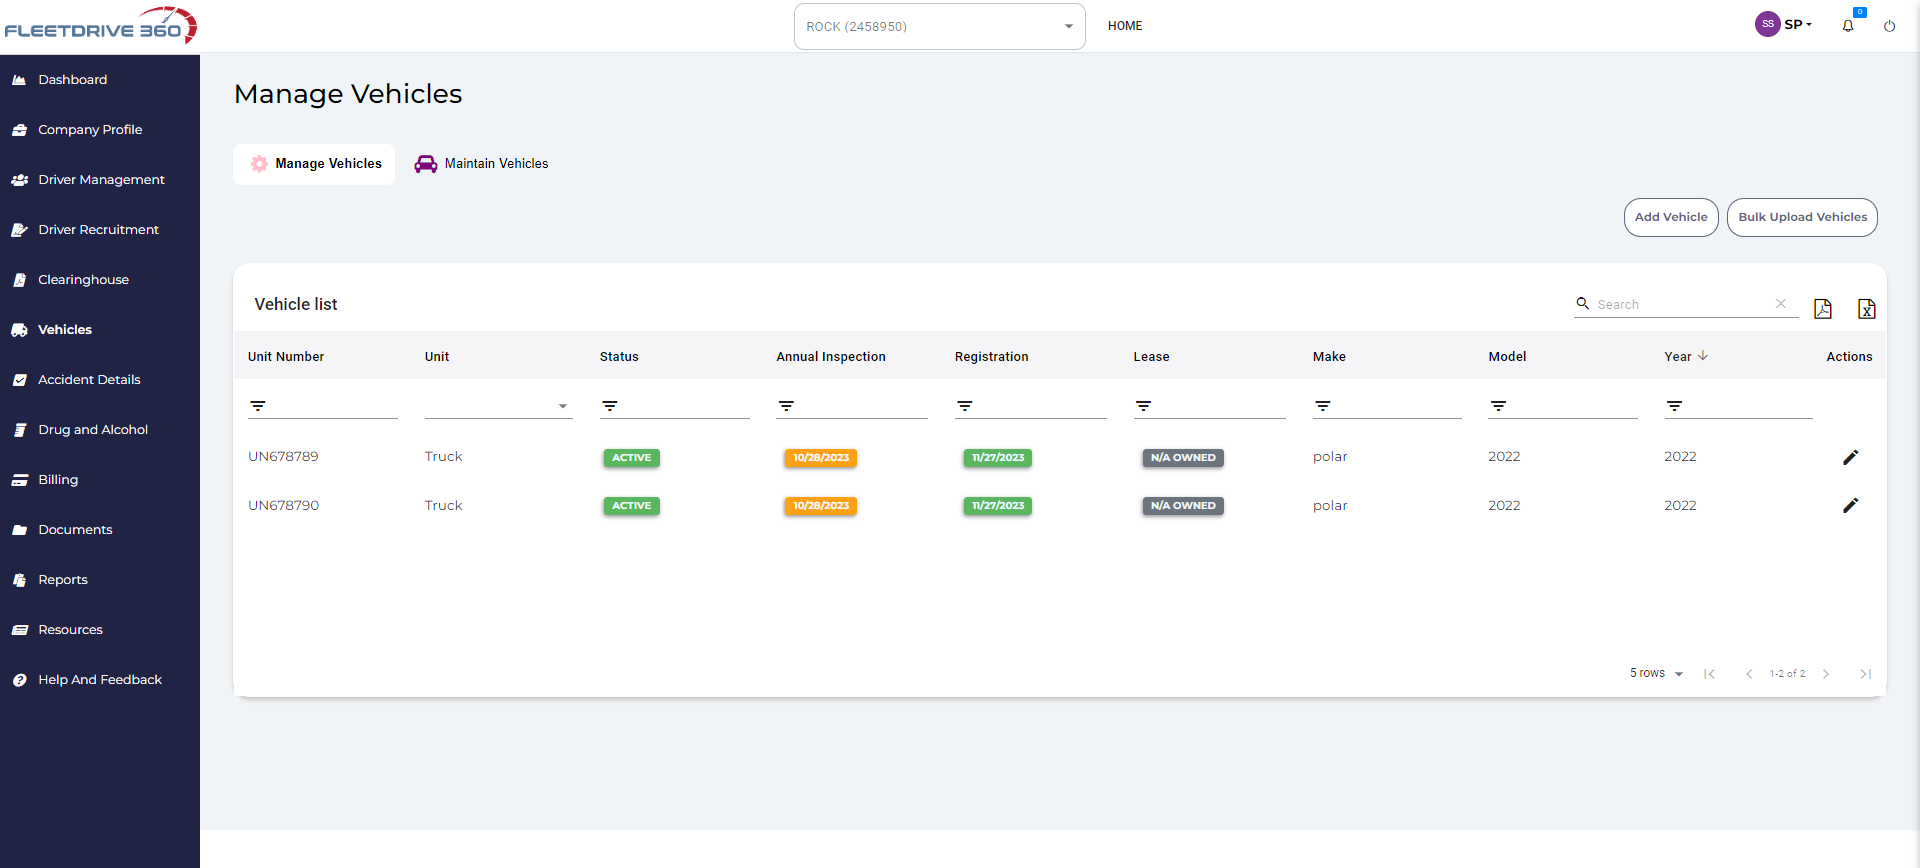 FLEETDRIVE 360
ROCK (2458950)
HOME
SS SP
0
Dashboard
Company Profile
Driver Management
Driver Recruitment
Clearinghouse
Vehicles
Accident Details
Drug and Alcohol
Billing
Documents
Reports
Resources
Help And Feedback
Manage Vehicles
Manage Vehicles Maintain Vehicles
Add Vehicle Bulk Upload Vehicles
Vehicle list
Search
Unit Number Unit Status Annual Inspection Registration Lease Make Model Year Actions
UN678789 Truck ACTIVE 10/28/2023 11/27/2023 N/A OWNED polar 2022 2022
UN678790 Truck ACTIVE 10/28/2023 11/27/2023 N/A OWNED polar 2022 2022
5 rows 1-2 of 2